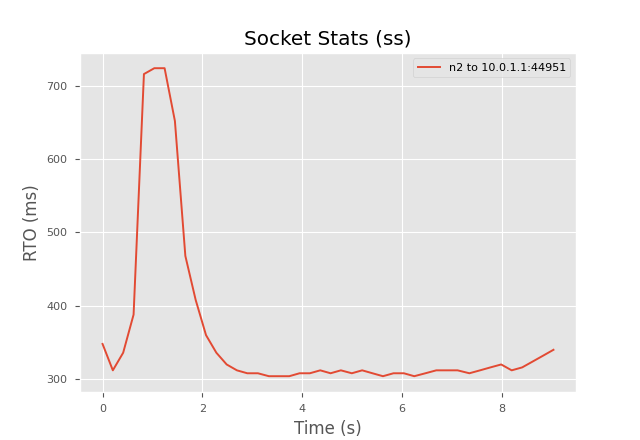 Socket Stats (ss)
n2 to 10.0.1.1:44951
700
600
500
400
300
RTO (ms)
0 2 4 6 8
Time (s)